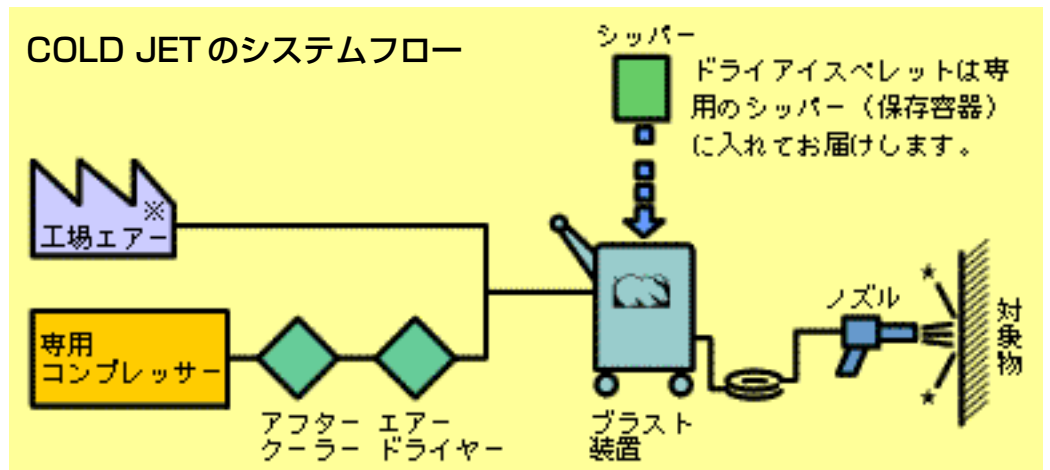 COLD JETのシステムフロー
シッパー
ドライアイスペレットは専
用のシッパー（保存容器）
に入れてお届けします。
※
工場エアー
専用
コンプレッサー
アフター
クーラー
エアー
ドライヤー
ブラスト
装置
ノズル
対象物